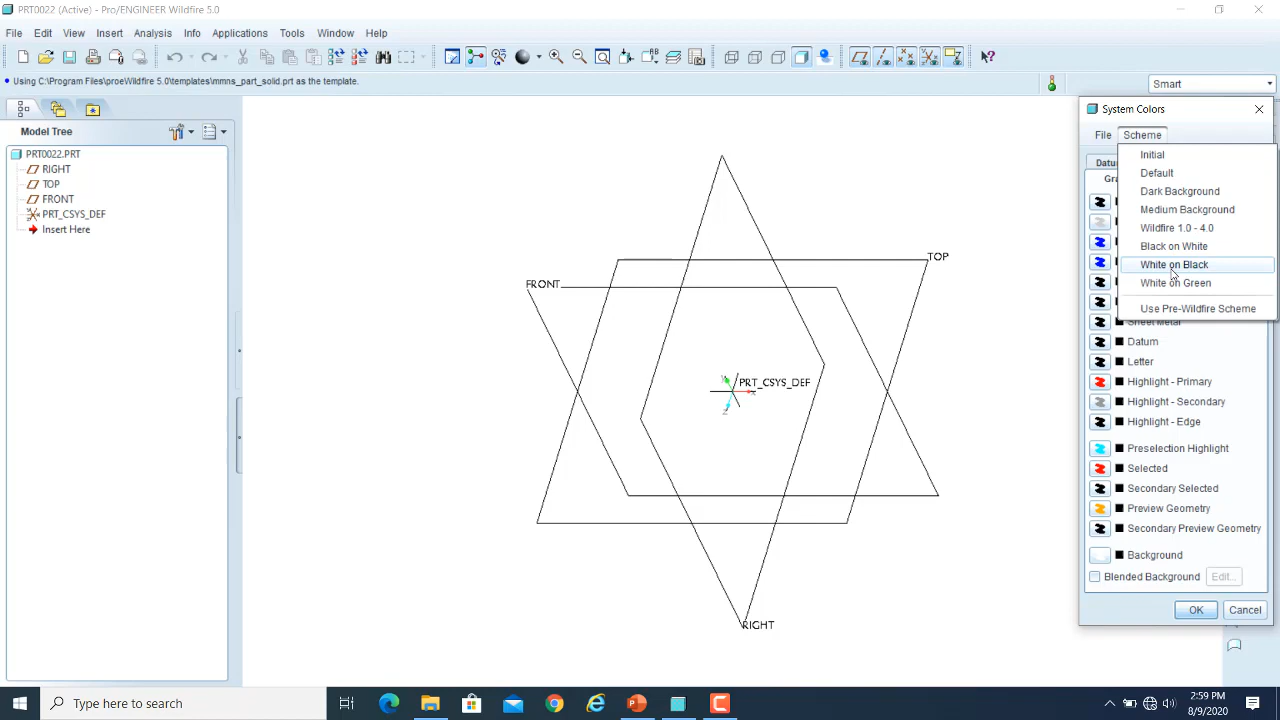 PRT0022 (Active) - Pro/ENGINEER Wildfire 5.0
File Edit View Insert Analysis Info Applications Tools Window Help
Using C:\Program Files\proeWildfire 5.0\templates\mmns_part_solid.prt as the template.
Smart
Model Tree
PRT0022.PRT
RIGHT
TOP
FRONT
PRT_CSYS_DEF
Insert Here
TOP
FRONT
PRT_CSYS_DEF
RIGHT
System Colors
File Scheme
Initial
Default
Dark Background
Medium Background
Wildfire 1.0 - 4.0
Black on White
White on Black
White on Green
Use Pre-Wildfire Scheme
Sheet Metal
Datum
Letter
Highlight - Primary
Highlight - Secondary
Highlight - Edge
Preselection Highlight
Selected
Secondary Selected
Preview Geometry
Secondary Preview Geometry
Background
Blended Background Edit...
OK Cancel
Type here to search
2:59 PM
8/9/2020